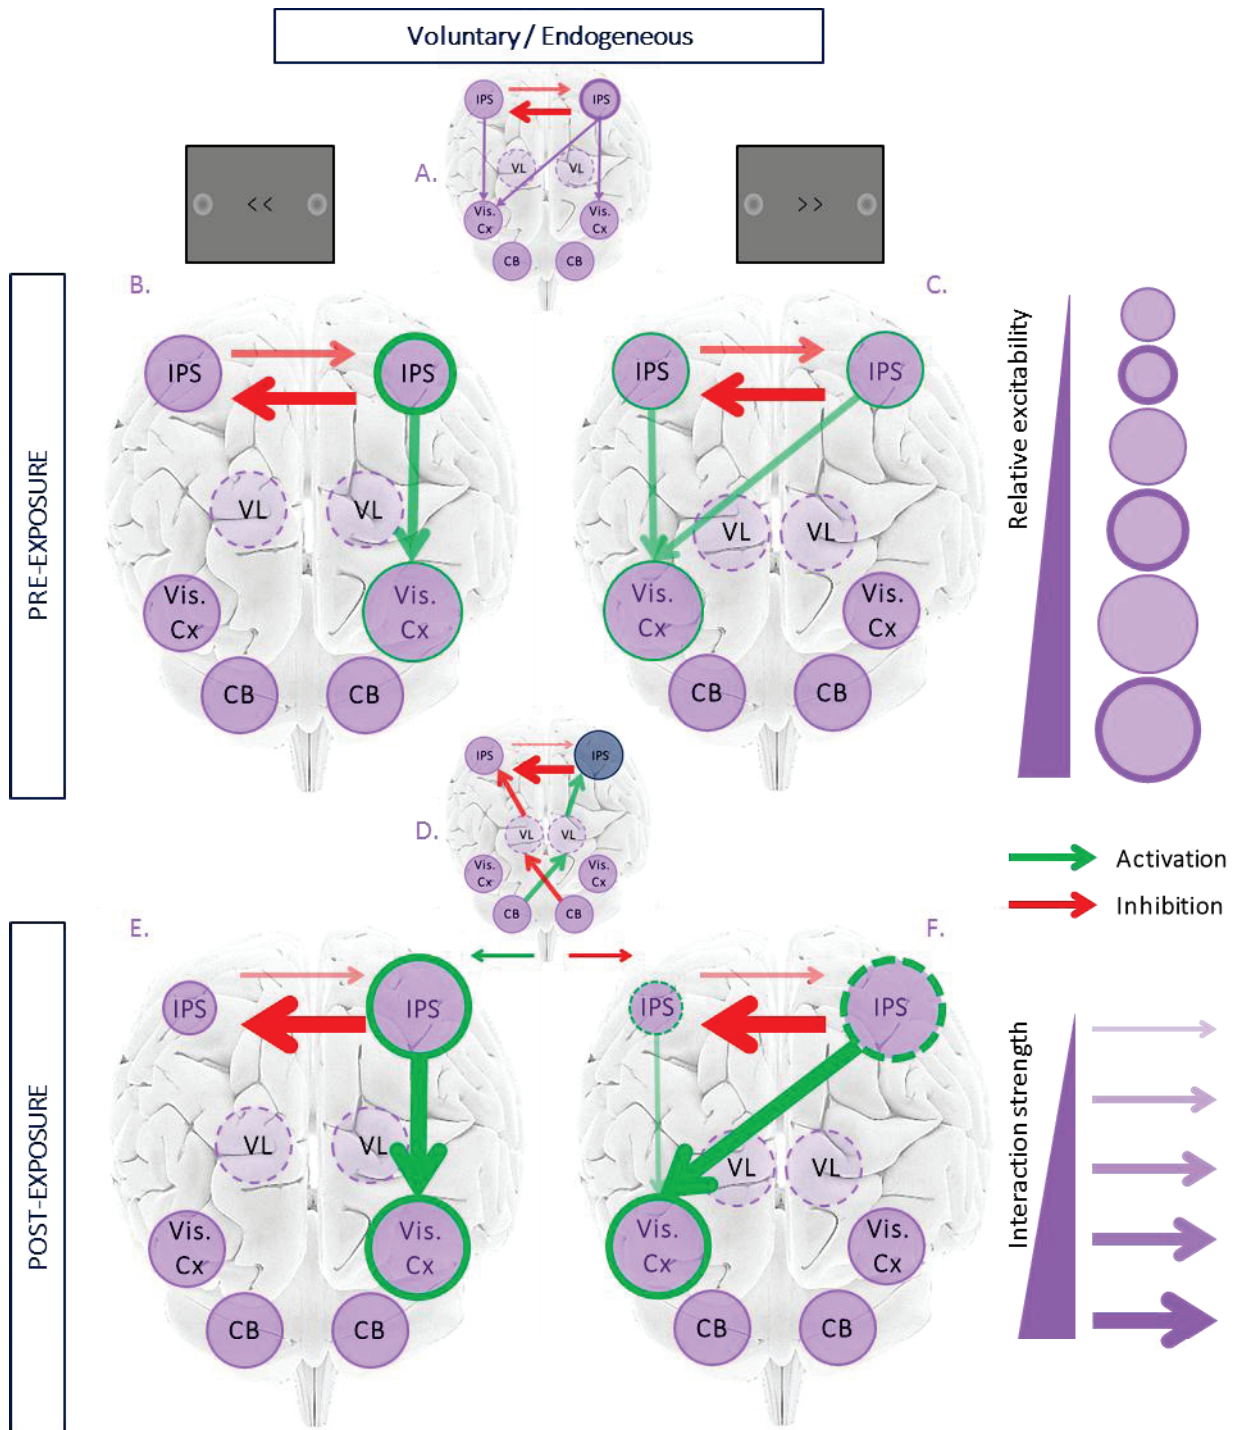 Voluntary / Endogeneous
IPS
IPS
A.
VL
VL
Vis.
Cx
Vis.
Cx
CB
CB
<<
>>
PRE-EXPOSURE
B.
IPS
IPS
VL
VL
Vis.
Cx
Vis.
Cx
CB
CB
C.
IPS
IPS
VL
VL
Vis.
Cx
Vis.
Cx
CB
CB
Relative excitability
D.
IPS
IPS
VL
VL
Vis.
Cx
Vis.
Cx
CB
CB
Activation
Inhibition
POST-EXPOSURE
E.
IPS
IPS
VL
VL
Vis.
Cx
Vis.
Cx
CB
CB
F.
IPS
IPS
VL
VL
Vis.
Cx
Vis.
Cx
CB
CB
Interaction strength